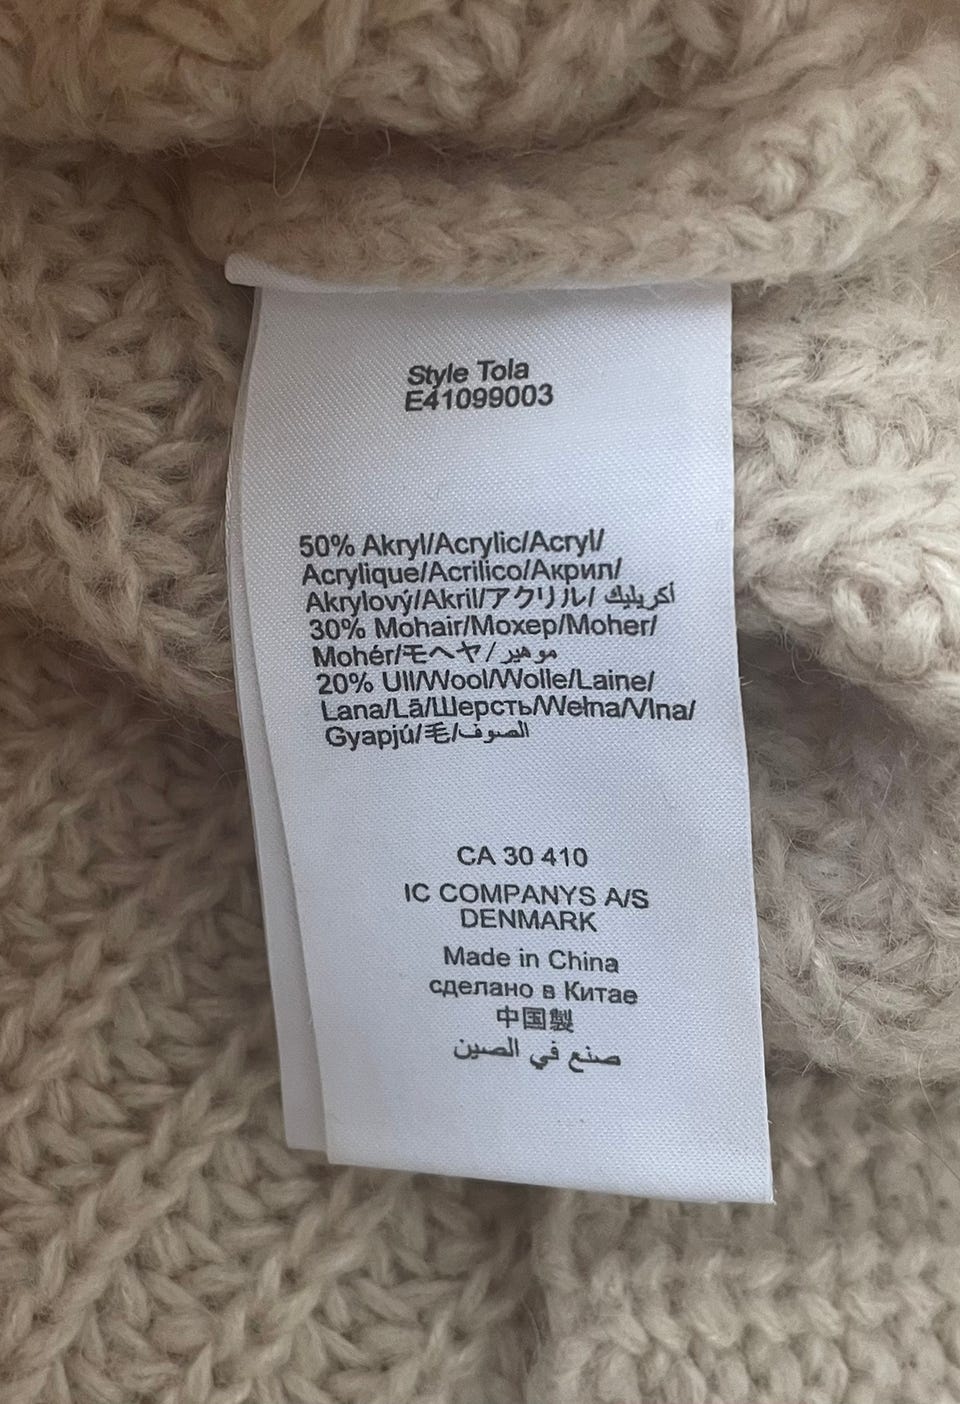 Style Tola
E41099003
50% Akryl/Acrylic/Acryl/
Acrylique/Acrilico/Акрил/
Akrylový/Akril/アクリル/ أكريليك
30% Mohair/Мохер/Moher/
Mohér/モヘヤ/موهير
20% Ull/Wool/Wolle/Laine/
Lana/Lã/Шерсть/Wełna/Vlna/
Gyapjú/毛/الصوف
CA 30 410
IC COMPANYS A/S
DENMARK
Made in China
сделано в Китае
中国製
صنع في الصين